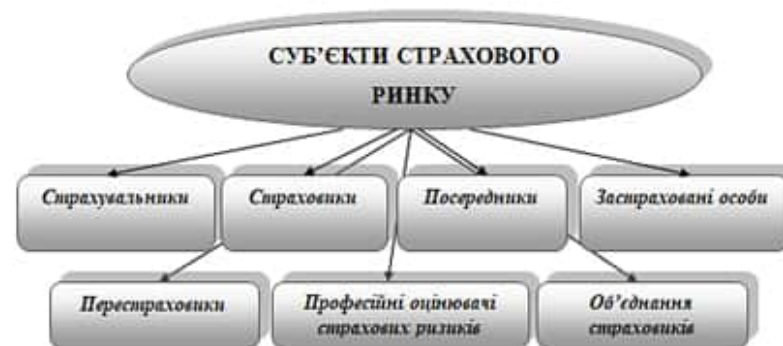 СУБ’ЄКТИ СТРАХОВОГО
РИНКУ
Страхувальники
Страховики
Посередники
Застраховані особи
Перестраховики
Професійні оцінювачі
страхових ризиків
Об’єднання
страховиків